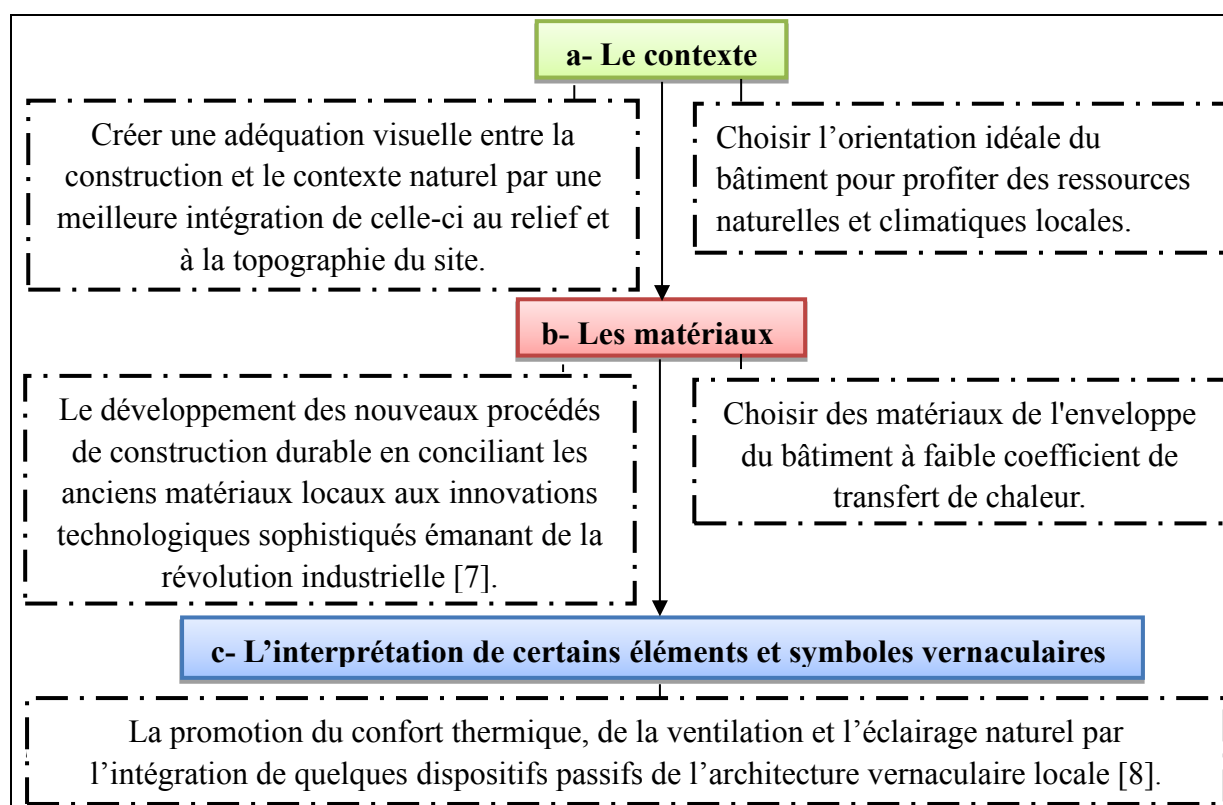 a- Le contexte
Créer une adéquation visuelle entre la
construction et le contexte naturel par une
meilleure intégration de celle-ci au relief et
à la topographie du site.
Choisir l’orientation idéale du
bâtiment pour profiter des ressources
naturelles et climatiques locales.
b- Les matériaux
Le développement des nouveaux procédés
de construction durable en conciliant les
anciens matériaux locaux aux innovations
technologiques sophistiqués émanant de la
révolution industrielle [7].
Choisir des matériaux de l'enveloppe
du bâtiment à faible coefficient de
transfert de chaleur.
c- L’interprétation de certains éléments et symboles vernaculaires
La promotion du confort thermique, de la ventilation et l’éclairage naturel par
l’intégration de quelques dispositifs passifs de l’architecture vernaculaire locale [8].